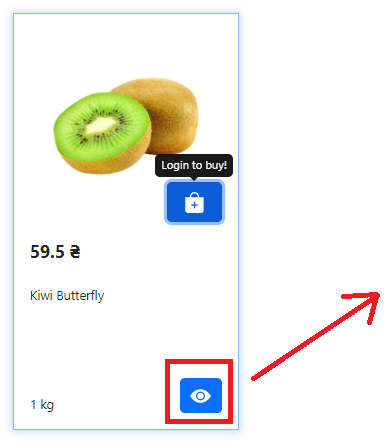 Login to buy!
59.5 ₴
Kiwi Butterfly
1 kg